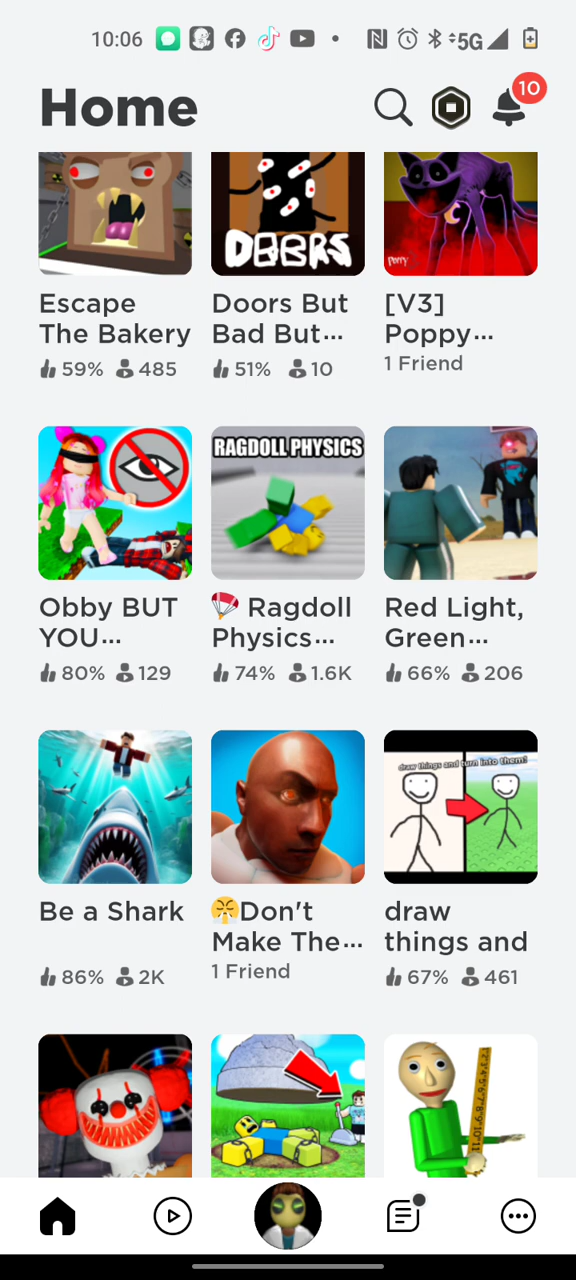 10:06
5G
Home
10
DOORS
Poppy
Escape
The Bakery
59% 485
Doors But
Bad But...
51% 10
[V3]
Poppy...
1 Friend
RAGDOLL PHYSICS
Obby BUT
YOU...
80% 129
Ragdoll
Physics...
74% 1.6K
Red Light,
Green...
66% 206
draw things and turn into them!
Be a Shark
86% 2K
Don't
Make The...
1 Friend
draw
things and
67% 461